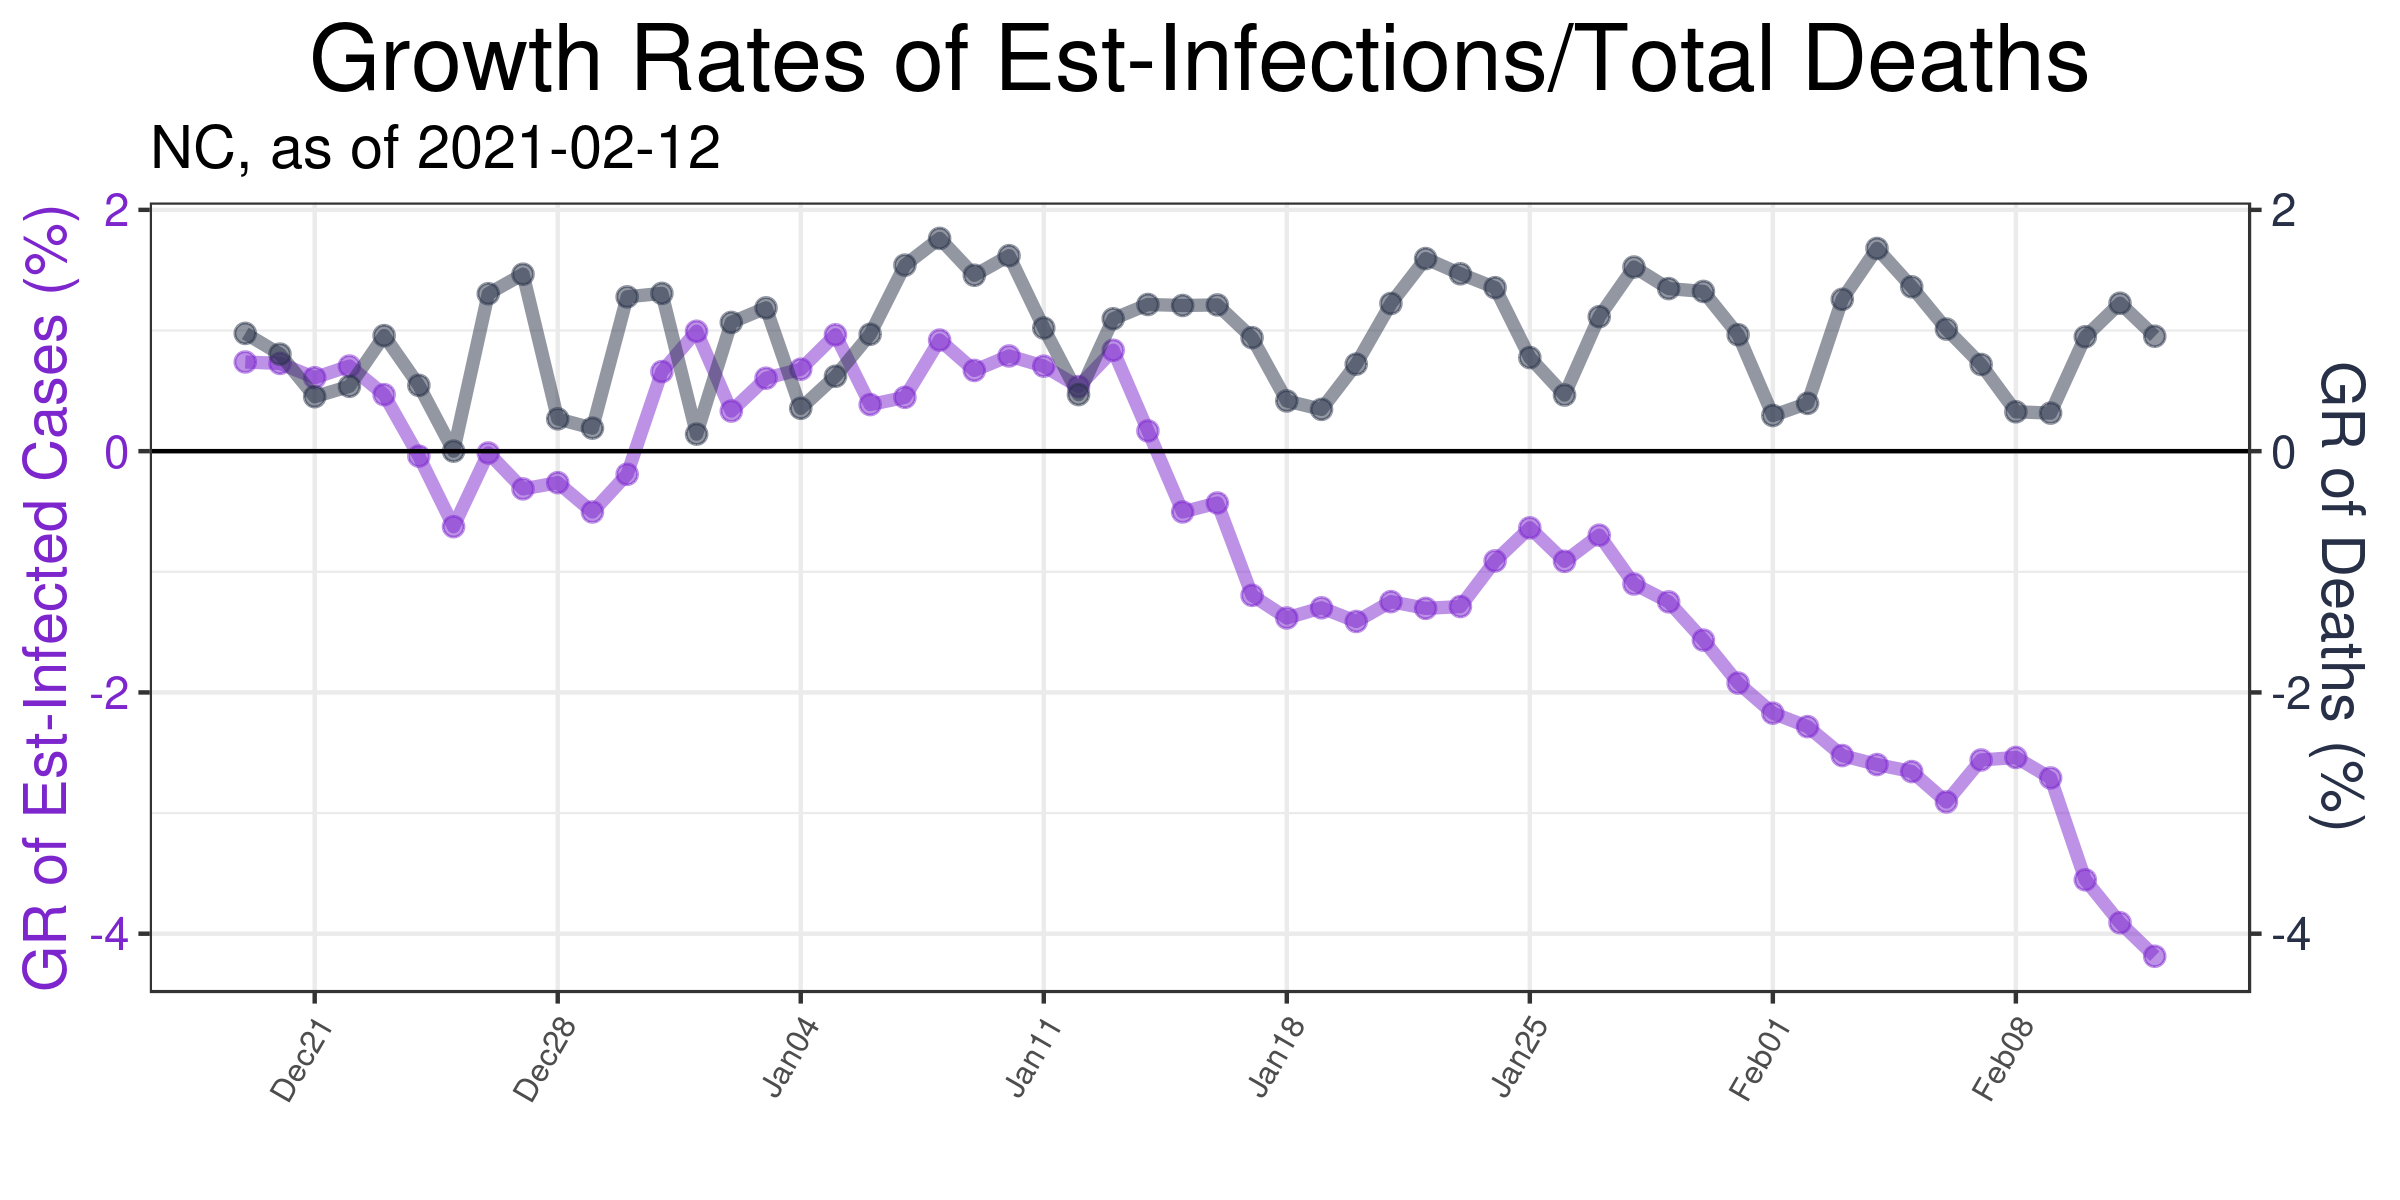 Growth Rates of Est-Infections/Total Deaths
NC, as of 2021-02-12
GR of Est-Infected Cases (%)
2
0
-2
-4
2
0
-2
-4
GR of Deaths (%)
Dec21
Dec28
Jan04
Jan11
Jan18
Jan25
Feb01
Feb08